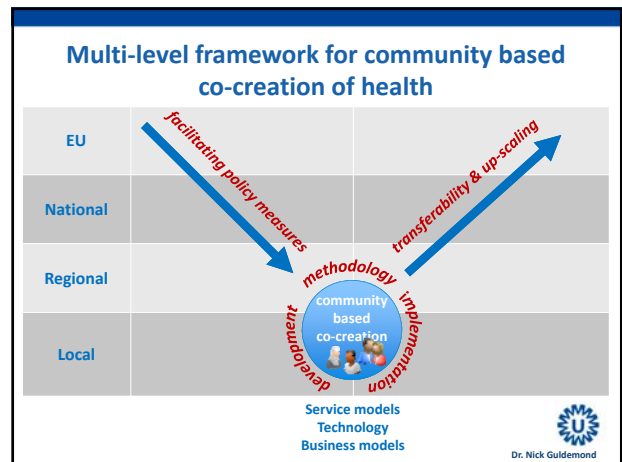 Multi-level framework for community based
co-creation of health
EU
National
Regional
Local
facilitating policy measures
transferability & up-scaling
methodology
implementation
development
community
based
co-creation
Service models
Technology
Business models
U
Dr. Nick Guldemond